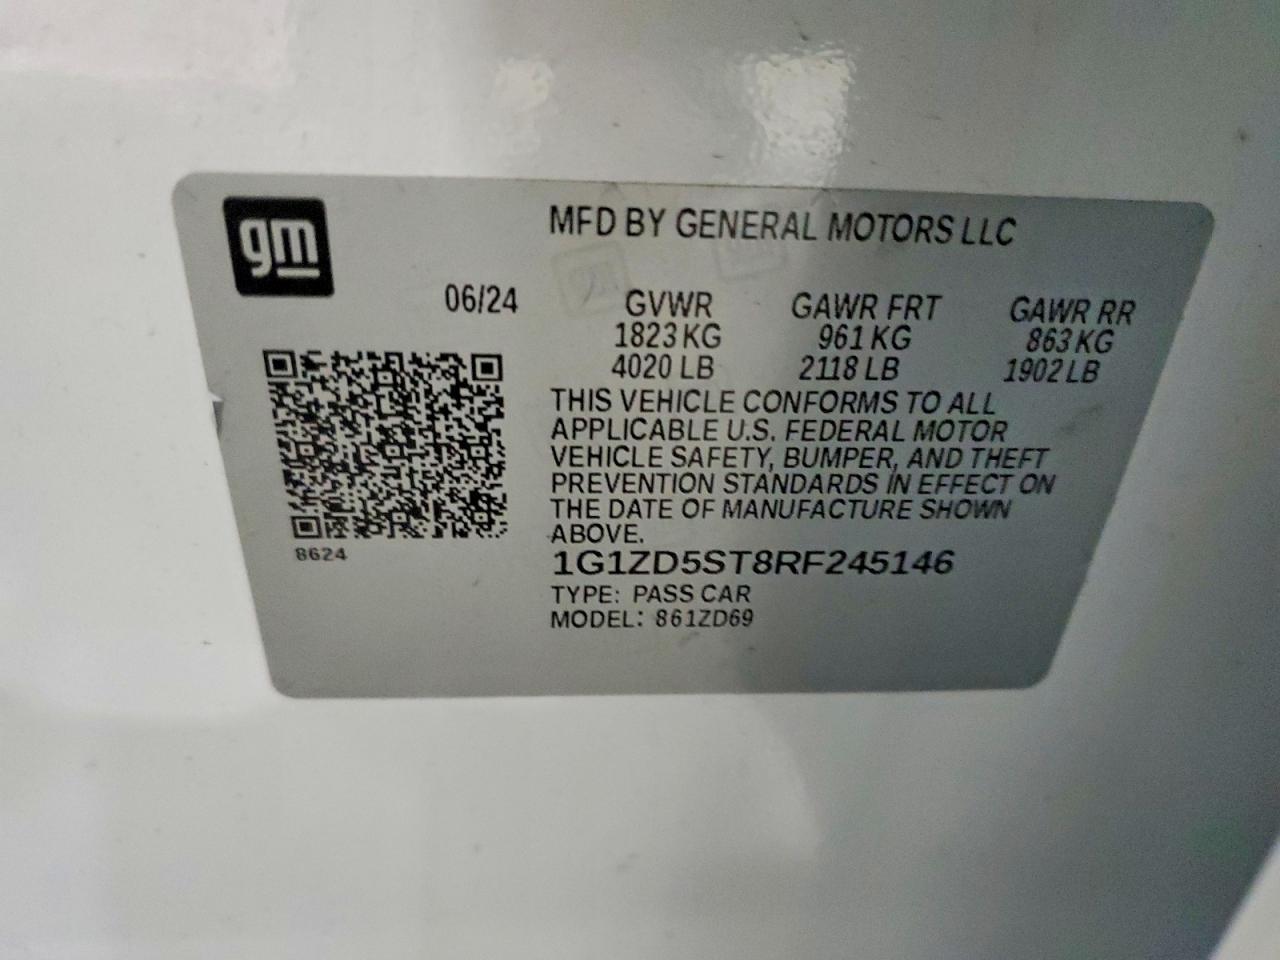 gm
MFD BY GENERAL MOTORS LLC
06/24
GVWR GAWR FRT GAWR RR
1823 KG 961 KG 863 KG
4020 LB 2118 LB 1902 LB
THIS VEHICLE CONFORMS TO ALL
APPLICABLE U.S. FEDERAL MOTOR
VEHICLE SAFETY, BUMPER, AND THEFT
PREVENTION STANDARDS IN EFFECT ON
THE DATE OF MANUFACTURE SHOWN
ABOVE.
8624
1G1ZD5ST8RF245146
TYPE: PASS CAR
MODEL: 861ZD69